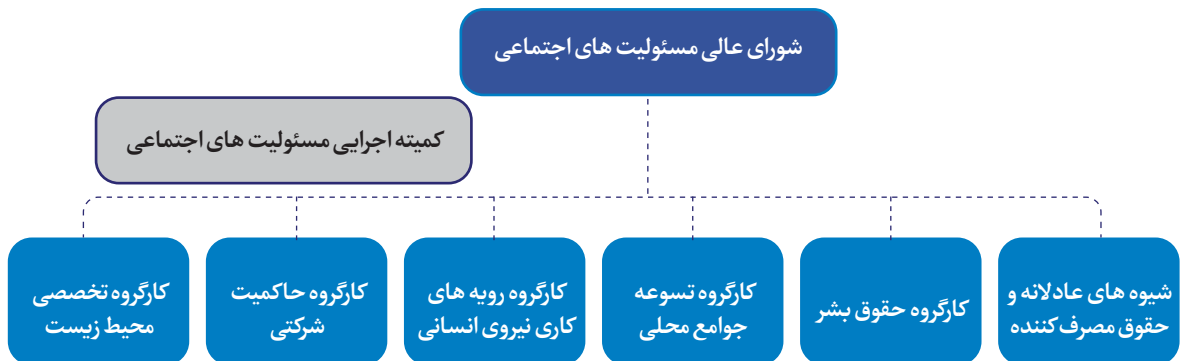 شورای عالی مسئولیت های اجتماعی
کمیته اجرایی مسئولیت های اجتماعی
شیوه های عادلانه و
حقوق مصرف کننده
کارگروه حقوق بشر
کارگروه تسوعه
جوامع محلی
کارگروه رویه های
کاری نیروی انسانی
کارگروه حاکمیت
شرکتی
کارگروه تخصصی
محیط زیست